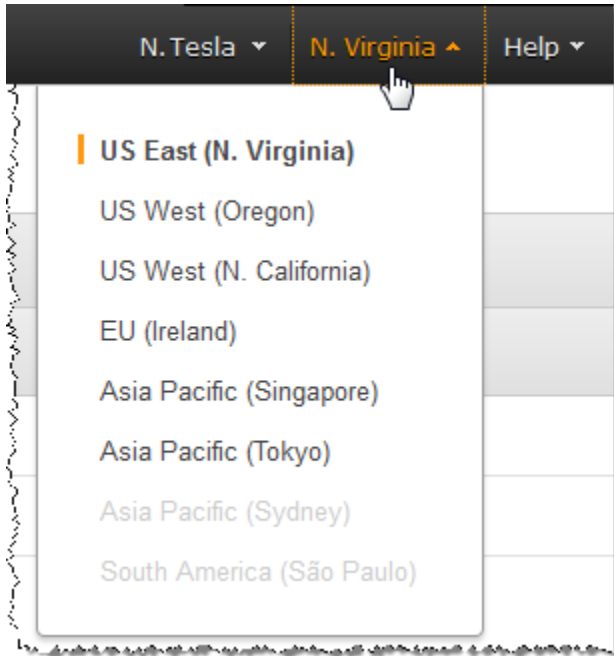 N. Tesla N. Virginia Help
US East (N. Virginia)
US West (Oregon)
US West (N. California)
EU (Ireland)
Asia Pacific (Singapore)
Asia Pacific (Tokyo)
Asia Pacific (Sydney)
South America (São Paulo)